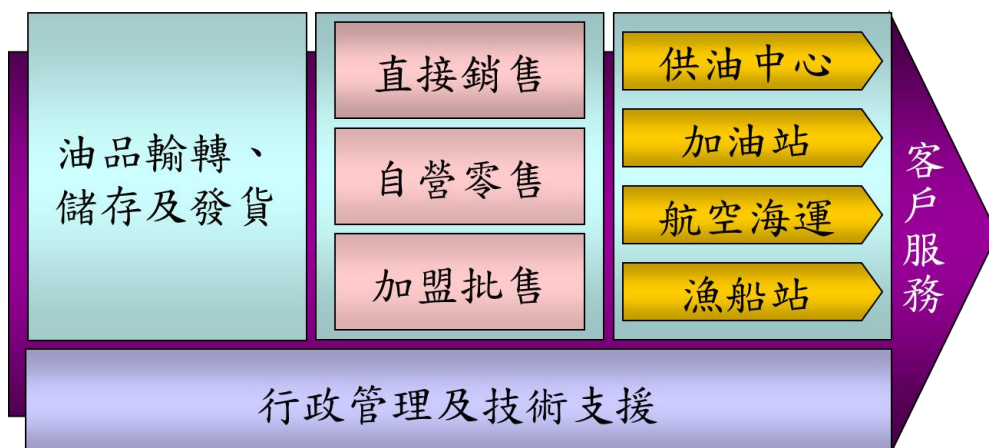 油品輸轉、
儲存及發貨
直接銷售
自營零售
加盟批售
供油中心
加油站
航空海運
漁船站
客戶服務
行政管理及技術支援